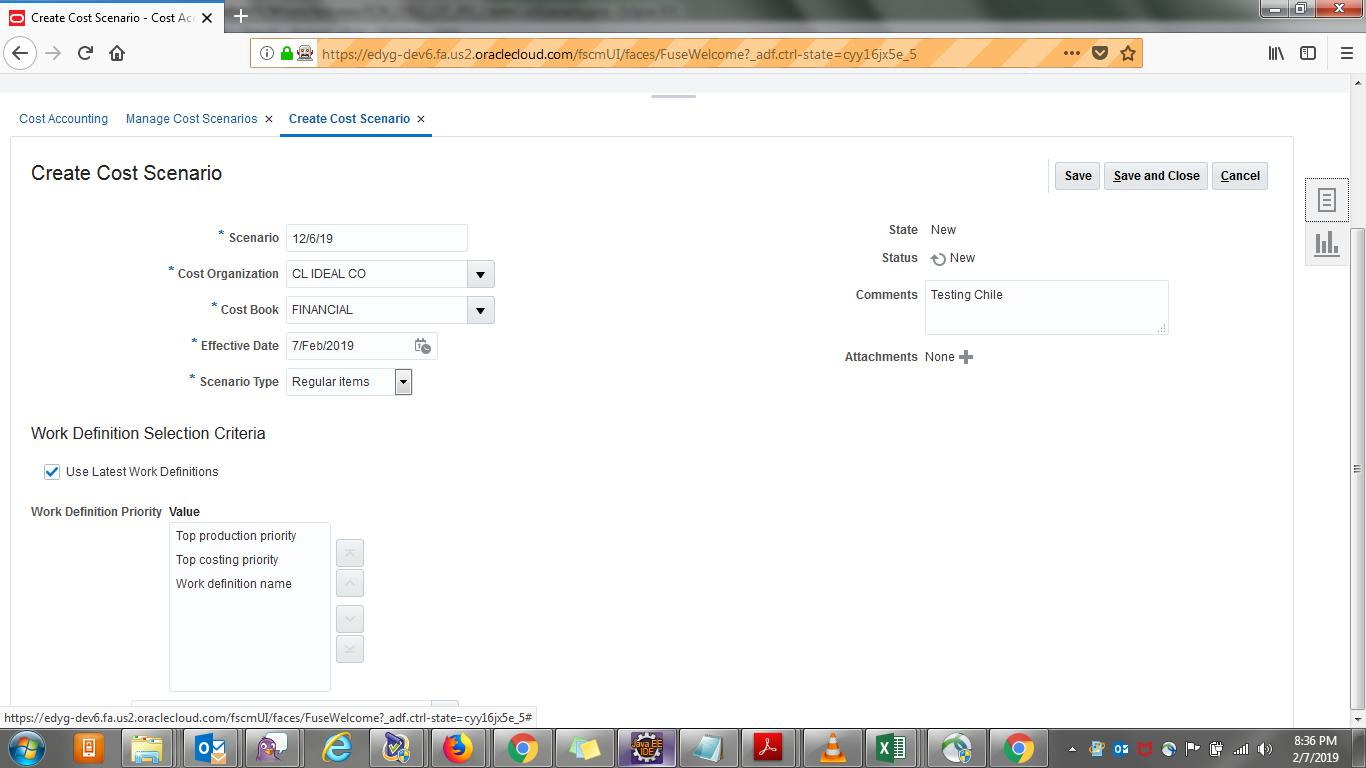 Create Cost Scenario - Cost Acc
https://edyg-dev6.fa.us2.oraclecloud.com/fscmUI/faces/FuseWelcome?_adf.ctrl-state=cyy16jx5e_5
Cost Accounting Manage Cost Scenarios Create Cost Scenario
Create Cost Scenario
Save Save and Close Cancel
* Scenario 12/6/19
* Cost Organization CL IDEAL CO
* Cost Book FINANCIAL
* Effective Date 7/Feb/2019
* Scenario Type Regular items
State New
Status New
Comments Testing Chile
Attachments None
Work Definition Selection Criteria
Use Latest Work Definitions
Work Definition Priority Value
Top production priority
Top costing priority
Work definition name
https://edyg-dev6.fa.us2.oraclecloud.com/fscmUI/faces/FuseWelcome?_adf.ctrl-state=cyy16jx5e_5#
Java EE
IDE
8:36 PM
2/7/2019